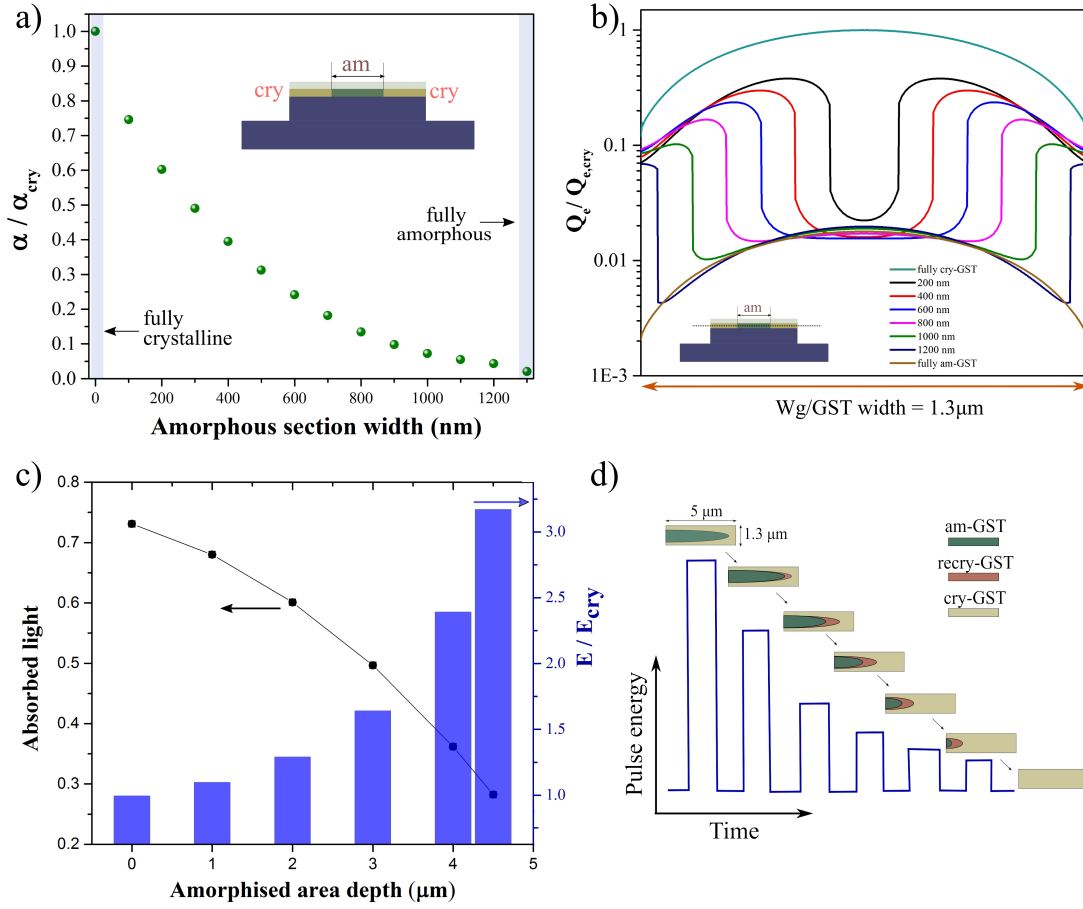 a)
α / α_cry
1.0
0.9
0.8
0.7
0.6
0.5
0.4
0.3
0.2
0.1
0.0
am
cry
cry
fully
amorphous
fully
crystalline
0
200
400
600
800
1000
1200
Amorphous section width (nm)
b)
Q_e / Q_e,cry
1
0.1
0.01
1E-3
fully cry-GST
200 nm
400 nm
600 nm
800 nm
1000 nm
1200 nm
fully am-GST
am
Wg/GST width = 1.3μm
c)
Absorbed light
0.8
0.7
0.6
0.5
0.4
0.3
0.2
E / E_cry
3.0
2.5
2.0
1.5
1.0
0
1
2
3
4
5
Amorphised area depth (μm)
d)
5 μm
1.3 μm
am-GST
recry-GST
cry-GST
Pulse energy
Time